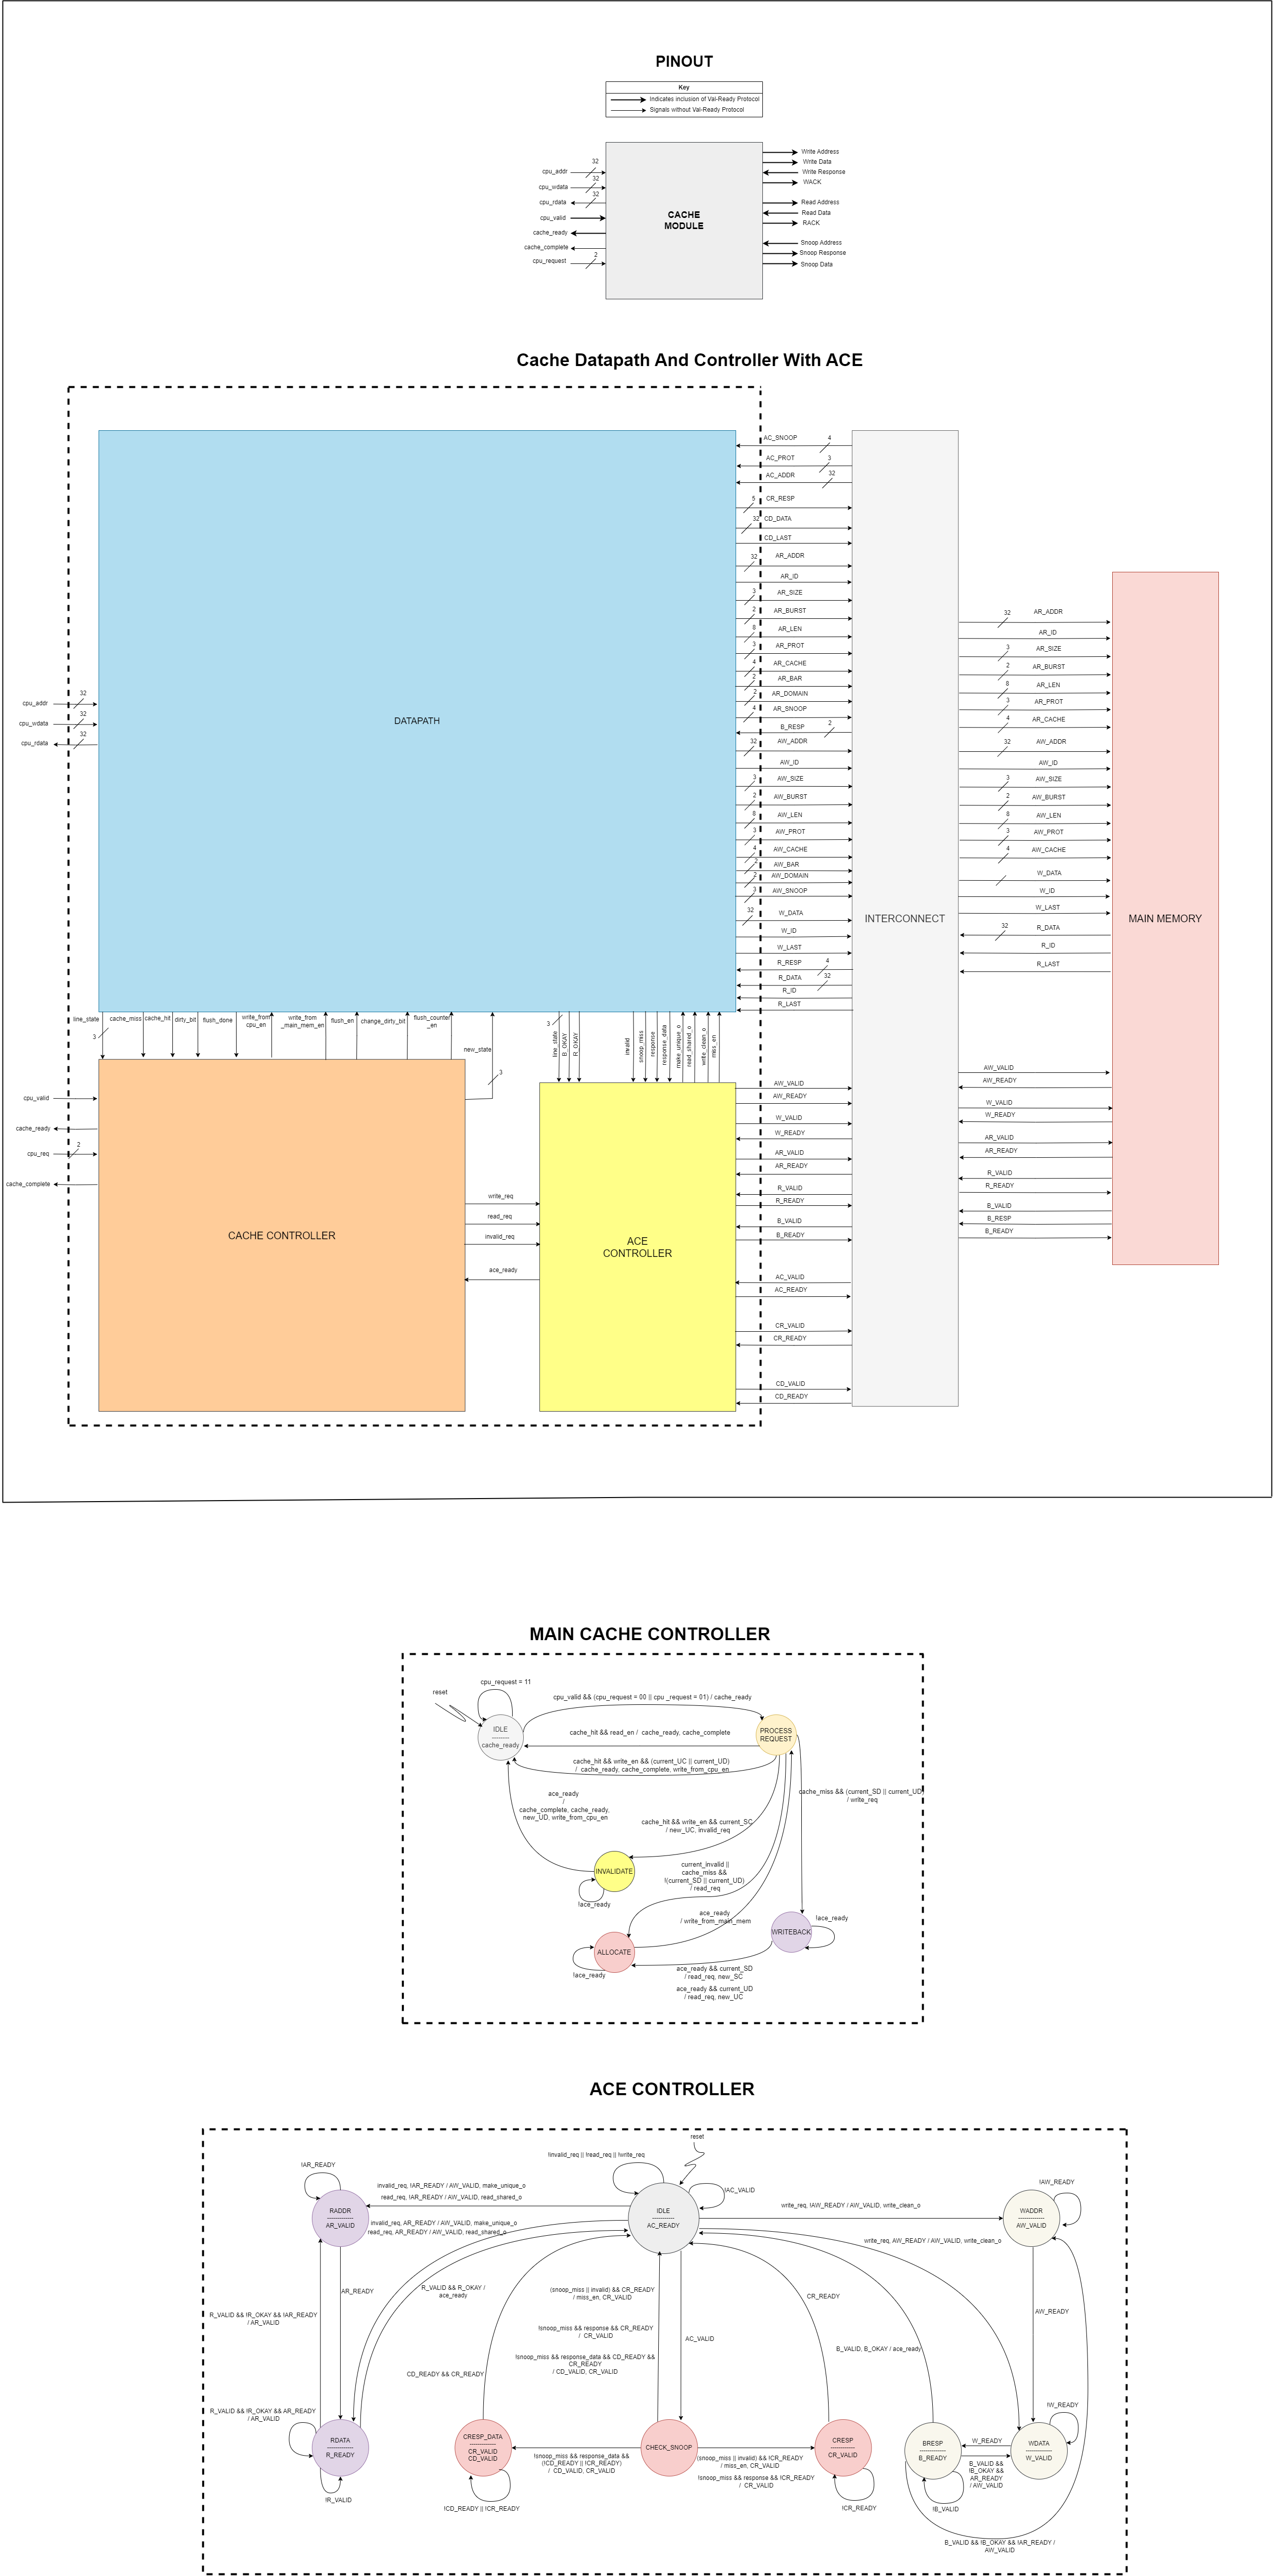 PINOUT
Key
Indicates inclusion of Val-Ready Protocol
Signals without Val-Ready Protocol
CACHE
MODULE
cpu_addr
32
cpu_wdata
32
cpu_rdata
32
cpu_valid
cache_ready
cache_complete
cpu_request
2
Write Address
Write Data
Write Response
WACK
Read Address
Read Data
RACK
Snoop Address
Snoop Response
Snoop Data
Cache Datapath And Controller With ACE
DATAPATH
cpu_addr
32
cpu_wdata
32
cpu_rdata
32
AC_SNOOP
4
AC_PROT
3
AC_ADDR
32
5
CR_RESP
32
CD_DATA
CD_LAST
32
AR_ADDR
AR_ID
3
AR_SIZE
2
AR_BURST
8
AR_LEN
3
AR_PROT
4
AR_CACHE
2
AR_BAR
2
AR_DOMAIN
4
AR_SNOOP
B_RESP
2
32
AW_ADDR
AW_ID
3
AW_SIZE
2
AW_BURST
8
AW_LEN
3
AW_PROT
4
AW_CACHE
2
AW_BAR
2
AW_DOMAIN
3
AW_SNOOP
32
W_DATA
W_ID
W_LAST
R_RESP
4
R_DATA
32
R_ID
R_LAST
INTERCONNECT
32
AR_ADDR
AR_ID
3
AR_SIZE
2
AR_BURST
8
AR_LEN
3
AR_PROT
4
AR_CACHE
32
AW_ADDR
AW_ID
3
AW_SIZE
2
AW_BURST
8
AW_LEN
3
AW_PROT
4
AW_CACHE
W_DATA
W_ID
W_LAST
32
R_DATA
R_ID
R_LAST
MAIN MEMORY
line_state
3
cache_miss
cache_hit
dirty_bit
flush_done
write_from_
cpu_en
write_from
_main_mem_en
flush_en
change_dirty_bit
flush_counter
_en
new_state
3
line_state
3
B_OKAY
R_OKAY
invalid
snoop_miss
response
response_data
make_unique_o
read_shared_o
write_clean_o
miss_en
cpu_valid
cache_ready
cpu_req
2
cache_complete
CACHE CONTROLLER
write_req
read_req
invalid_req
ace_ready
ACE
CONTROLLER
AW_VALID
AW_READY
W_VALID
W_READY
AR_VALID
AR_READY
R_VALID
R_READY
B_VALID
B_READY
AC_VALID
AC_READY
CR_VALID
CR_READY
CD_VALID
CD_READY
AW_VALID
AW_READY
W_VALID
W_READY
AR_VALID
AR_READY
R_VALID
R_READY
B_VALID
B_RESP
B_READY
MAIN CACHE CONTROLLER
reset
cpu_request = 11
IDLE
--------
cache_ready
cpu_valid && (cpu_request = 00 || cpu _request = 01) / cache_ready
PROCESS
REQUEST
cache_hit && read_en / cache_ready, cache_complete
cache_hit && write_en && (current_UC || current_UD)
/ cache_ready, cache_complete, write_from_cpu_en
ace_ready
/
cache_complete, cache_ready,
new_UD, write_from_cpu_en
cache_miss && (current_SD || current_UD)
/ write_req
cache_hit && write_en && current_SC
/ new_UC, invalid_req
INVALIDATE
!ace_ready
current_invalid ||
cache_miss &&
!(current_SD || current_UD)
/ read_req
ace_ready
/ write_from_main_mem
WRITEBACK
!ace_ready
ALLOCATE
!ace_ready
ace_ready && current_SD
/ read_req, new_SC
ace_ready && current_UD
/ read_req, new_UC
ACE CONTROLLER
reset
!invalid_req || !read_req || !write_req
!AC_VALID
IDLE
-----------
AC_READY
!AR_READY
RADDR
-------------
AR_VALID
invalid_req, !AR_READY / AW_VALID, make_unique_o
read_req, !AR_READY / AW_VALID, read_shared_o
invalid_req, AR_READY / AW_VALID, make_unique_o
read_req, AR_READY / AW_VALID, read_shared_o
write_req, !AW_READY / AW_VALID, write_clean_o
write_req, AW_READY / AW_VALID, write_clean_o
!AW_READY
WADDR
-------------
AW_VALID
AR_READY
R_VALID && R_OKAY /
ace_ready
(snoop_miss || invalid) && CR_READY
/ miss_en, CR_VALID
CR_READY
R_VALID && !R_OKAY && !AR_READY
/ AR_VALID
!snoop_miss && response && CR_READY
/ CR_VALID
AC_VALID
AW_READY
B_VALID, B_OKAY / ace_ready
!snoop_miss && response_data && CD_READY &&
CR_READY
/ CD_VALID, CR_VALID
CD_READY && CR_READY
R_VALID && !R_OKAY && AR_READY
/ AR_VALID
RDATA
-------------
R_READY
!R_VALID
CRESP_DATA
-------------
CR_VALID
CD_VALID
!CD_READY || !CR_READY
!snoop_miss && response_data &&
(!CD_READY || !CR_READY)
/ CD_VALID, CR_VALID
CHECK_SNOOP
(snoop_miss || invalid) && !CR_READY
/ miss_en, CR_VALID
!snoop_miss && response && !CR_READY
/ CR_VALID
CRESP
------------
CR_VALID
!CR_READY
BRESP
-------------
B_READY
!B_VALID
W_READY
B_VALID &&
!B_OKAY &&
AR_READY
/ AW_VALID
!W_READY
WDATA
-------------
W_VALID
B_VALID && !B_OKAY && !AR_READY /
AW_VALID